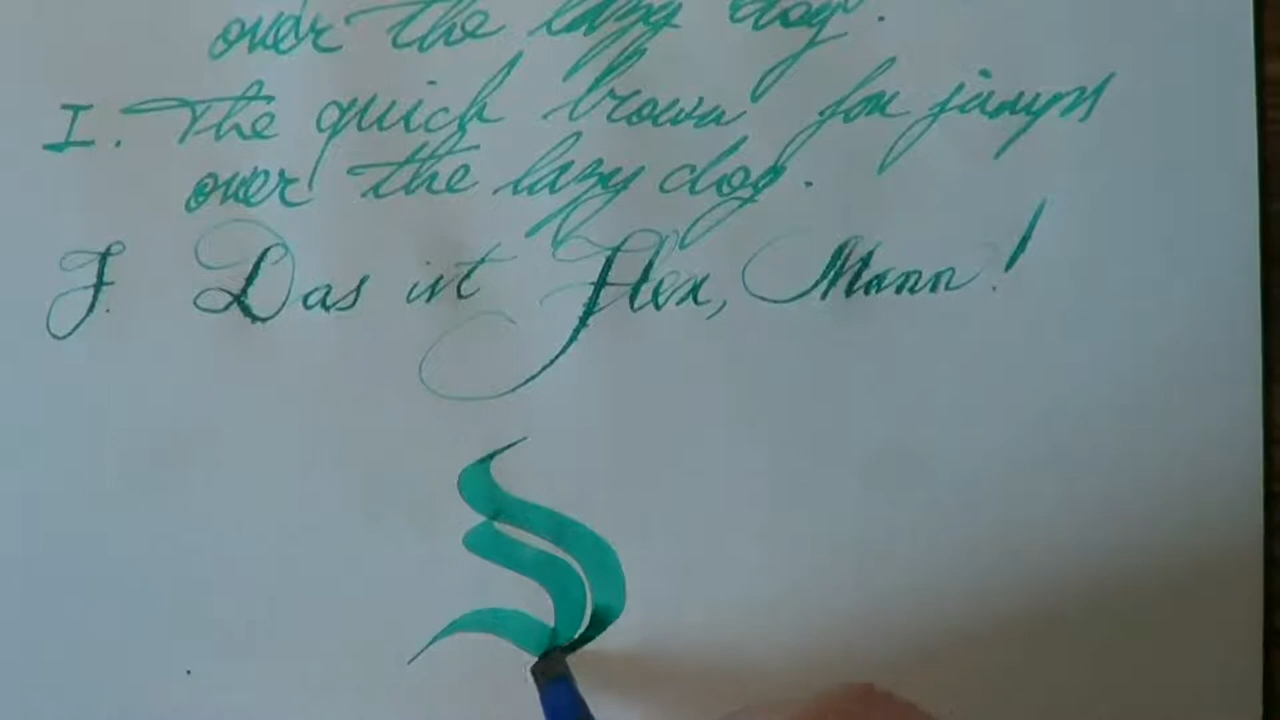 over the lazy dog.
I. The quick brown fox jumps
over the lazy dog.
J. Das ist Flex, Mann!